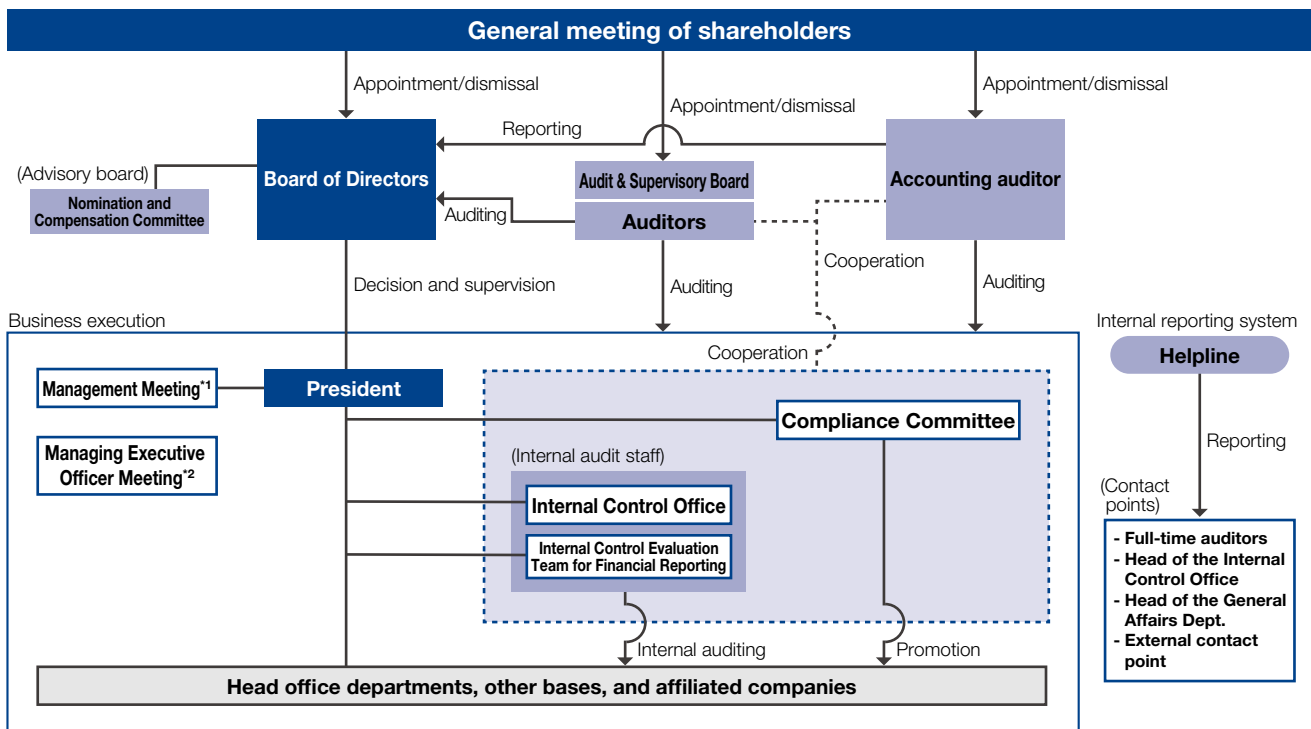 General meeting of shareholders
Appointment/dismissal
Appointment/dismissal
Appointment/dismissal
Reporting
(Advisory board)
Nomination and
Compensation Committee
Board of Directors
Audit & Supervisory Board
Auditors
Accounting auditor
Auditing
Cooperation
Decision and supervision
Auditing
Auditing
Business execution
Cooperation
Internal reporting system
Helpline
Management Meeting*1
President
Compliance Committee
Managing Executive
Officer Meeting*2
(Internal audit staff)
Internal Control Office
Internal Control Evaluation
Team for Financial Reporting
Reporting
(Contact
points)
- Full-time auditors
- Head of the Internal
Control Office
- Head of the General
Affairs Dept.
- External contact
point
Internal auditing
Promotion
Head office departments, other bases, and affiliated companies